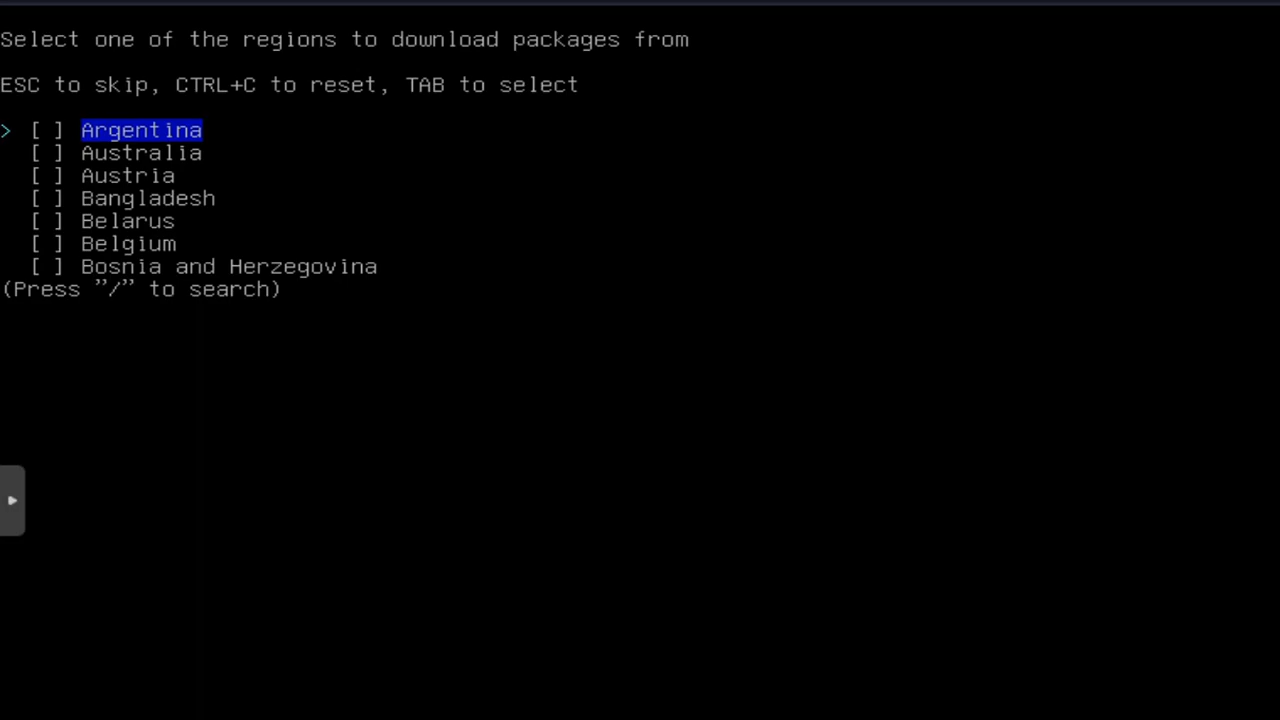 Select one of the regions to download packages from
ESC to skip, CTRL+C to reset, TAB to select
> [ ] Argentina
[ ] Australia
[ ] Austria
[ ] Bangladesh
[ ] Belarus
[ ] Belgium
[ ] Bosnia and Herzegovina
(Press "/" to search)